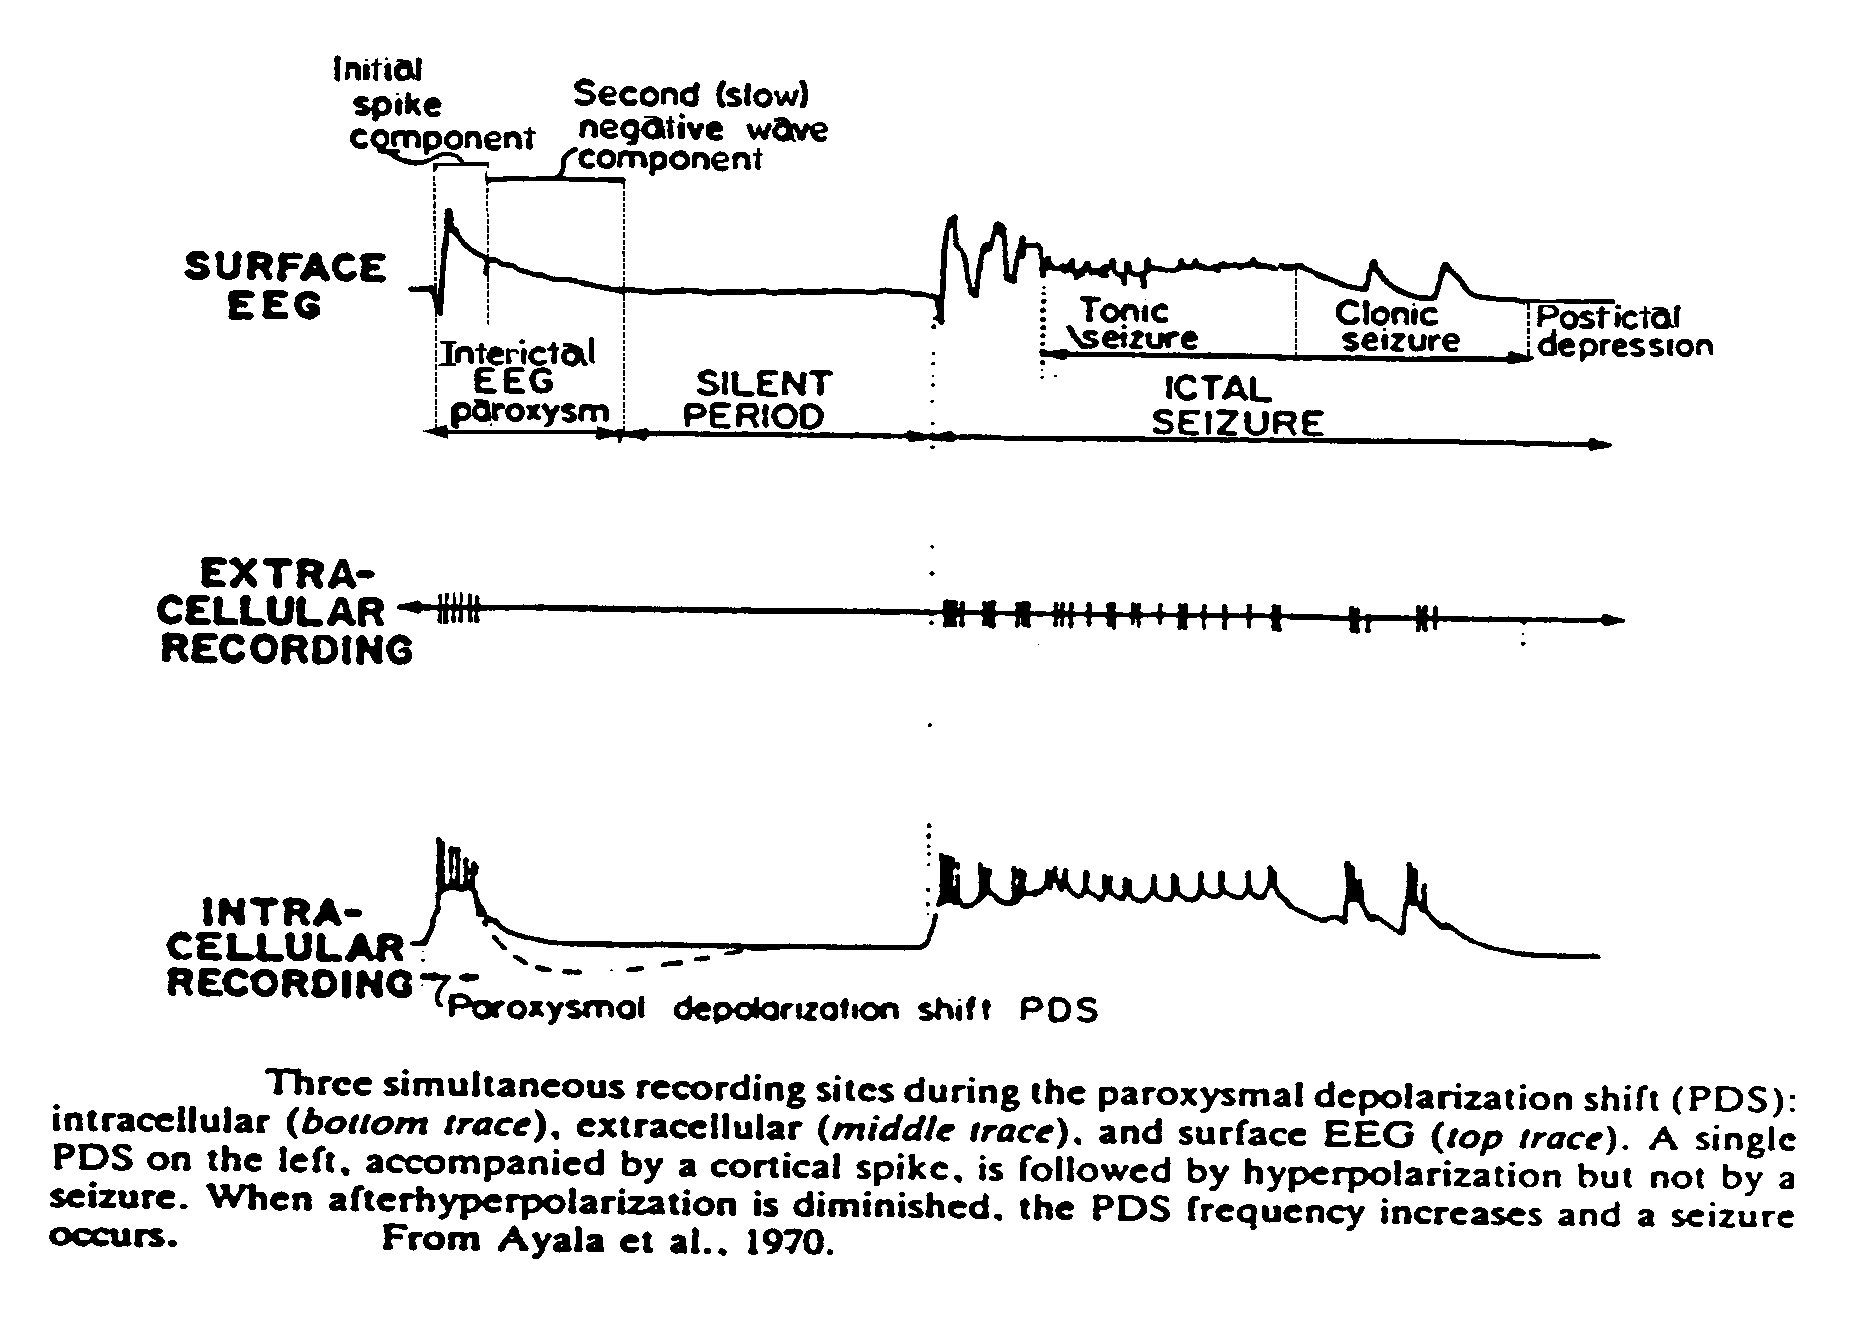 Initial
spike
component
Second (slow)
negative wave
component
SURFACE
EEG
Interictal
EEG
paroxysm
SILENT
PERIOD
Tonic
seizure
Clonic
seizure
Postictal
depression
ICTAL
SEIZURE
EXTRA-
CELLULAR
RECORDING
INTRA-
CELLULAR
RECORDING
Paroxysmal depolarization shift PDS
Three simultaneous recording sites during the paroxysmal depolarization shift (PDS):
intracellular (bottom trace), extracellular (middle trace), and surface EEG (top trace). A single
PDS on the left, accompanied by a cortical spike, is followed by hyperpolarization but not by a
seizure. When afterhyperpolarization is diminished, the PDS frequency increases and a seizure
occurs. From Ayala et al., 1970.